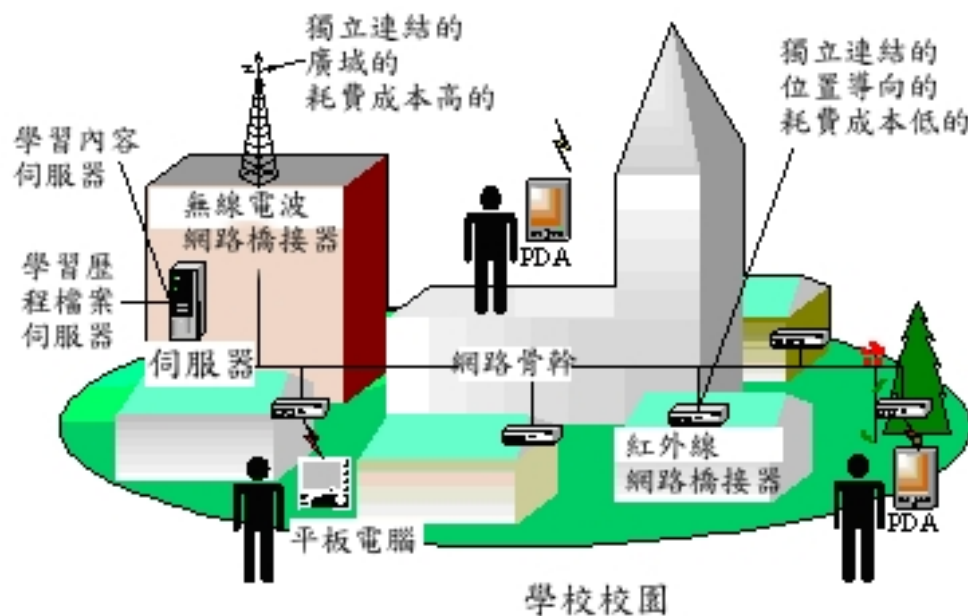 獨立連結的
廣域的
耗費成本高的
獨立連結的
位置導向的
耗費成本低的
學習內容
伺服器
無線電波
網路橋接器
PDA
學習歷
程檔案
伺服器
伺服器
網路骨幹
紅外線
網路橋接器
平板電腦
PDA
學校校園